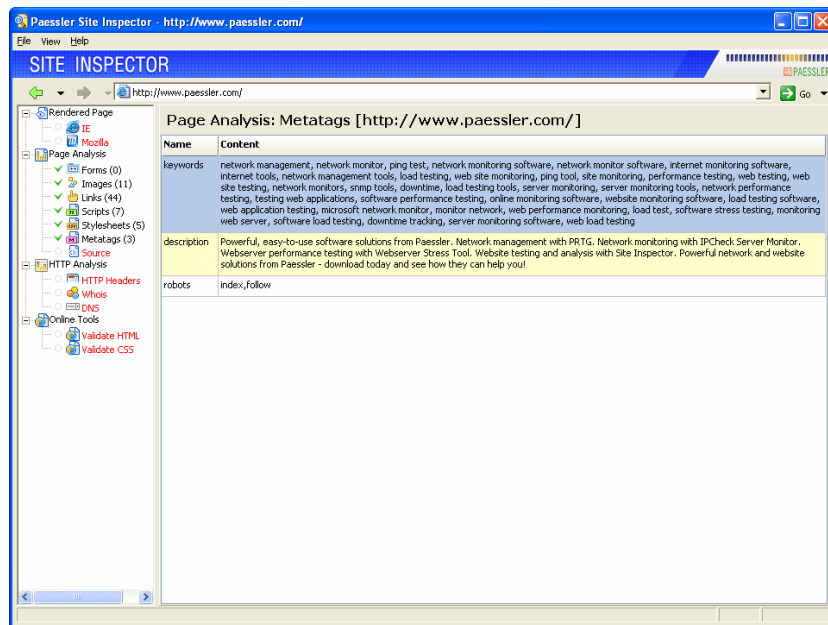 Paessler Site Inspector - http://www.paessler.com/
File View Help
SITE INSPECTOR
PAESSLER
http://www.paessler.com/
Go
Rendered Page
IE
Mozilla
Page Analysis
Forms (0)
Images (11)
Links (44)
Scripts (7)
Stylesheets (5)
Metatags (3)
Source
HTTP Analysis
HTTP Headers
Whois
DNS
Online Tools
Validate HTML
Validate CSS
Page Analysis: Metatags [http://www.paessler.com/]
Name Content
keywords network management, network monitor, ping test, network monitoring software, network monitor software, internet monitoring software,
internet tools, network management tools, load testing, web site monitoring, ping tool, site monitoring, performance testing, web testing, web
site testing, network monitors, snmp tools, downtime, load testing tools, server monitoring, server monitoring tools, network performance
testing, testing web applications, software performance testing, online monitoring software, website monitoring software, load testing software,
web application testing, microsoft network monitor, monitor network, web performance monitoring, load test, software stress testing, monitoring
web server, software load testing, downtime tracking, server monitoring software, web load testing
description Powerful, easy-to-use software solutions from Paessler. Network management with PRTG. Network monitoring with IPCheck Server Monitor.
Webserver performance testing with Webserver Stress Tool. Website testing and analysis with Site Inspector. Powerful network and website
solutions from Paessler - download today and see how they can help you!
robots index,follow